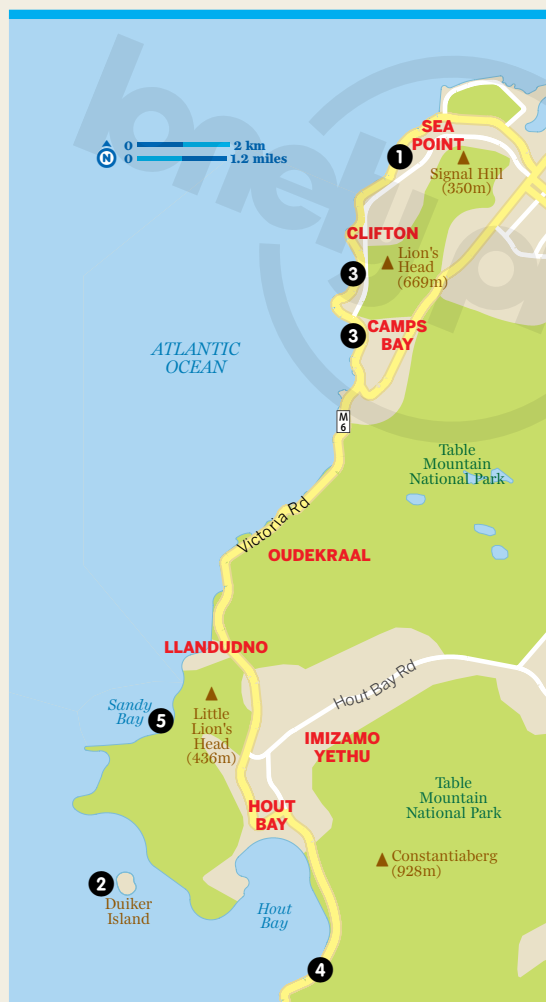 lonely pla
SEA
POINT
0 2 km
0 1.2 miles
N
1
Signal Hill
(350m)
CLIFTON
Lion's
Head
(669m)
3
3
CAMPS
BAY
ATLANTIC
OCEAN
M
6
Table
Mountain
National Park
Victoria Rd
OUDEKRAAL
LLANDUDNO
Hout Bay Rd
Sandy
Bay
5
Little
Lion's
Head
(436m)
IMIZAMO
YETHU
HOUT
BAY
Table
Mountain
National Park
Constantiaberg
(928m)
2
Duiker
Island
Hout
Bay
4